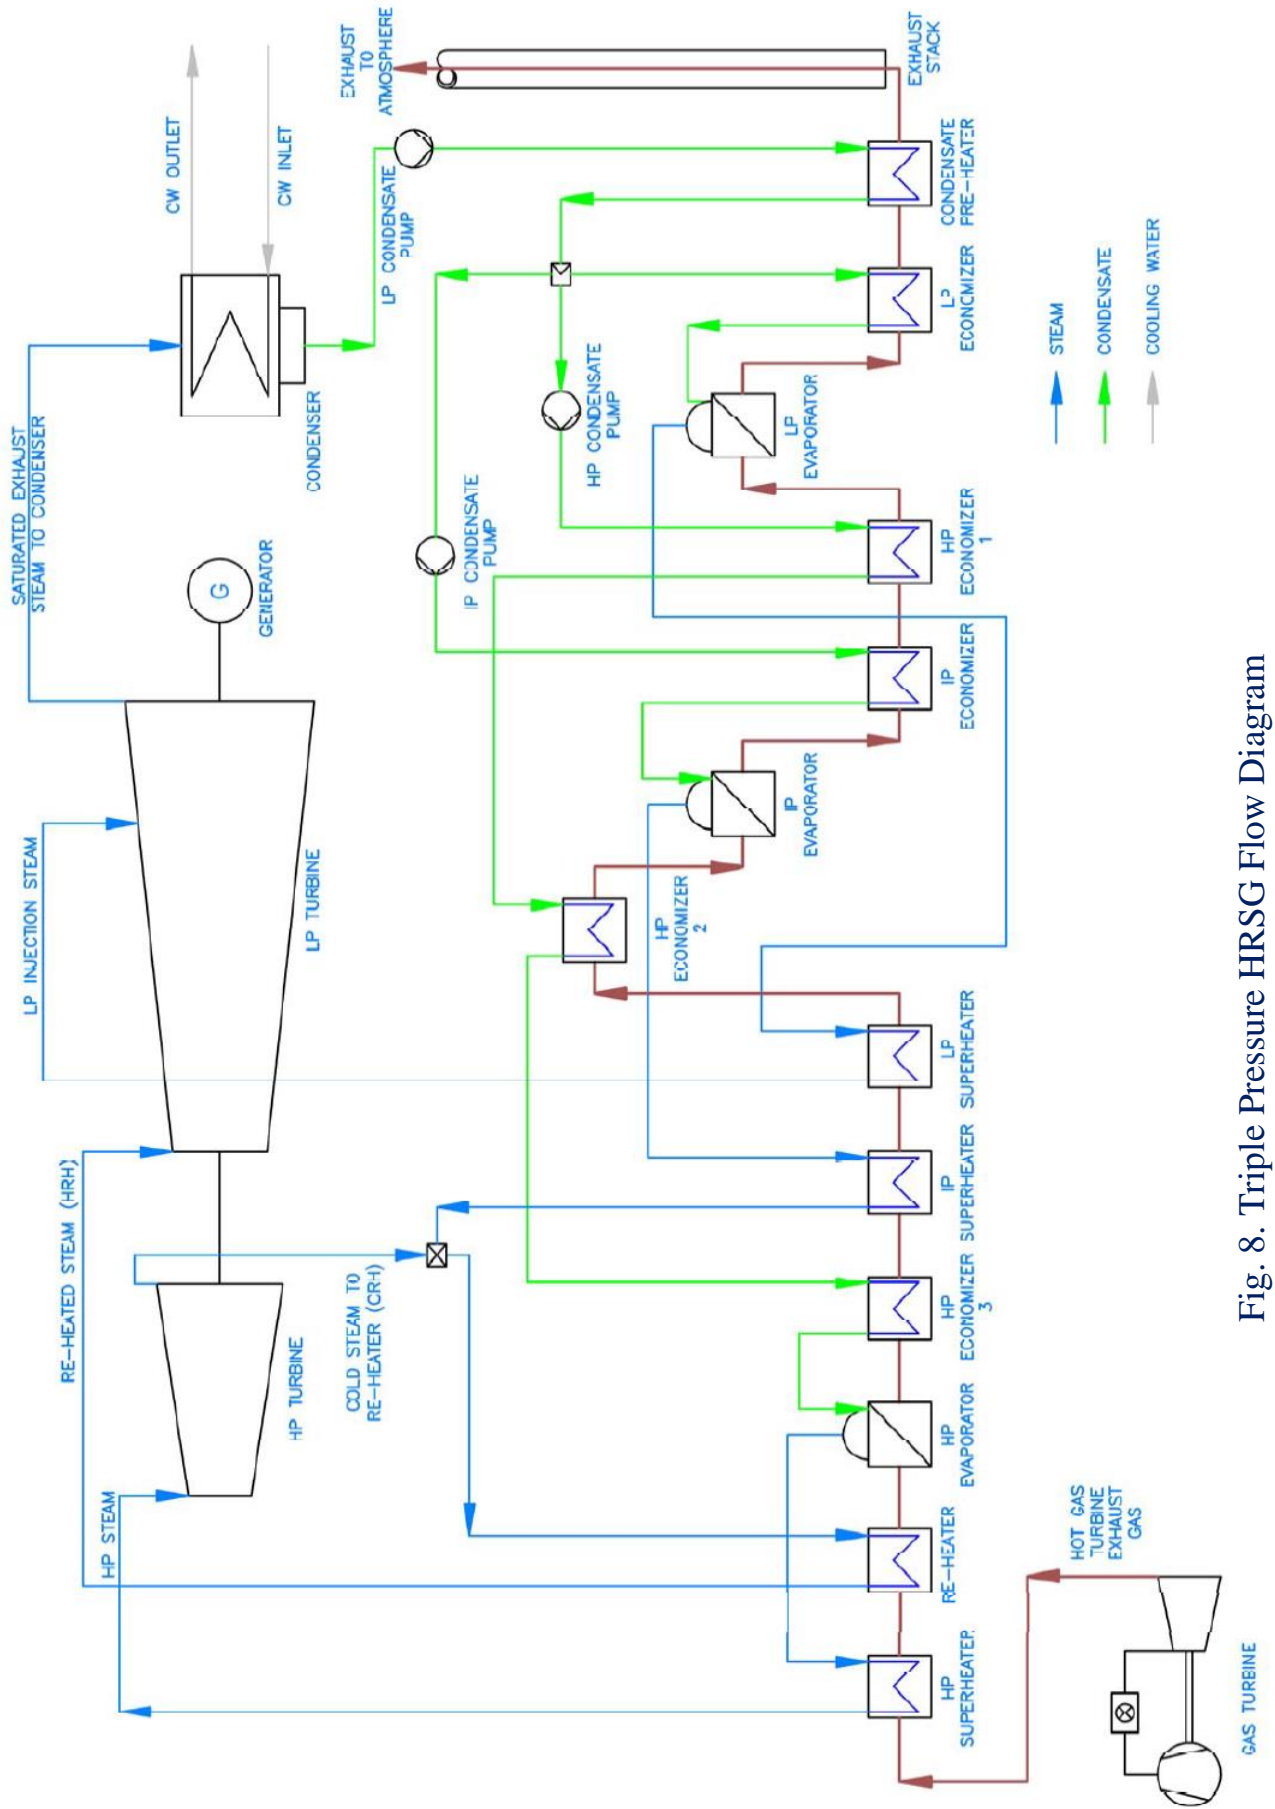 SATURATED EXHAUST
STEAM TO CONDENSER
LP INJECTION STEAM
RE-HEATED STEAM (HRH)
HP STEAM
CW OUTLET
CW INLET
G
GENERATOR
HP TURBINE
LP TURBINE
CONDENSER
COLD STEAM TO
RE-HEATER (CRH)
LP CONDENSATE
PUMP
EXHAUST
TO
ATMOSPHERE
IP CONDENSATE
PUMP
HP CONDENSATE
PUMP
HP
ECONOMIZER
2
IP
EVAPORATOR
LP
EVAPORATOR
HP
SUPERHEATER
RE-HEATER
HP
EVAPORATOR
HP
ECONOMIZER
3
IP
SUPERHEATER
LP
SUPERHEATER
IP
ECONOMIZER
HP
ECONOMIZER
1
LP
ECONOMIZER
CONDENSATE
PRE-HEATER
EXHAUST
STACK
HOT GAS
TURBINE
EXHAUST
GAS
STEAM
CONDENSATE
COOLING WATER
GAS TURBINE
Fig. 8. Triple Pressure HRSG Flow Diagram